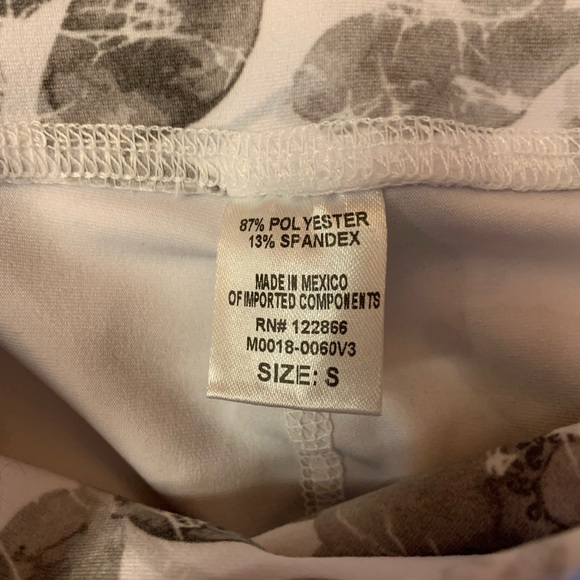 87% POLYESTER
13% SPANDEX
MADE IN MEXICO
OF IMPORTED COMPONENTS
RN# 122866
M0018-0060V3
SIZE: S